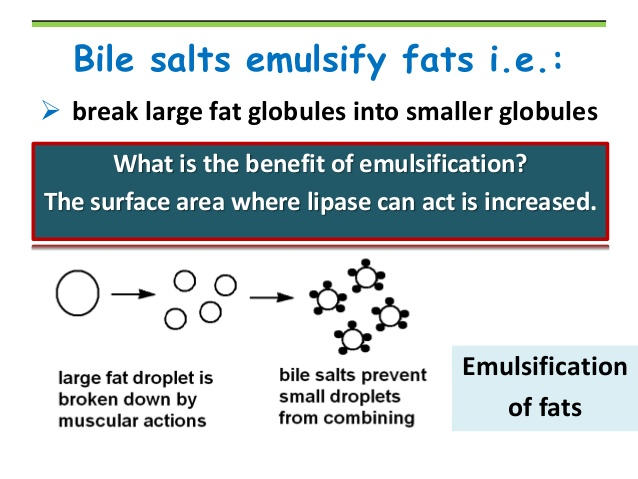 Bile salts emulsify fats i.e.:
break large fat globules into smaller globules
What is the benefit of emulsification?
The surface area where lipase can act is increased.
large fat droplet is
broken down by
muscular actions
bile salts prevent
small droplets
from combining
Emulsification
of fats